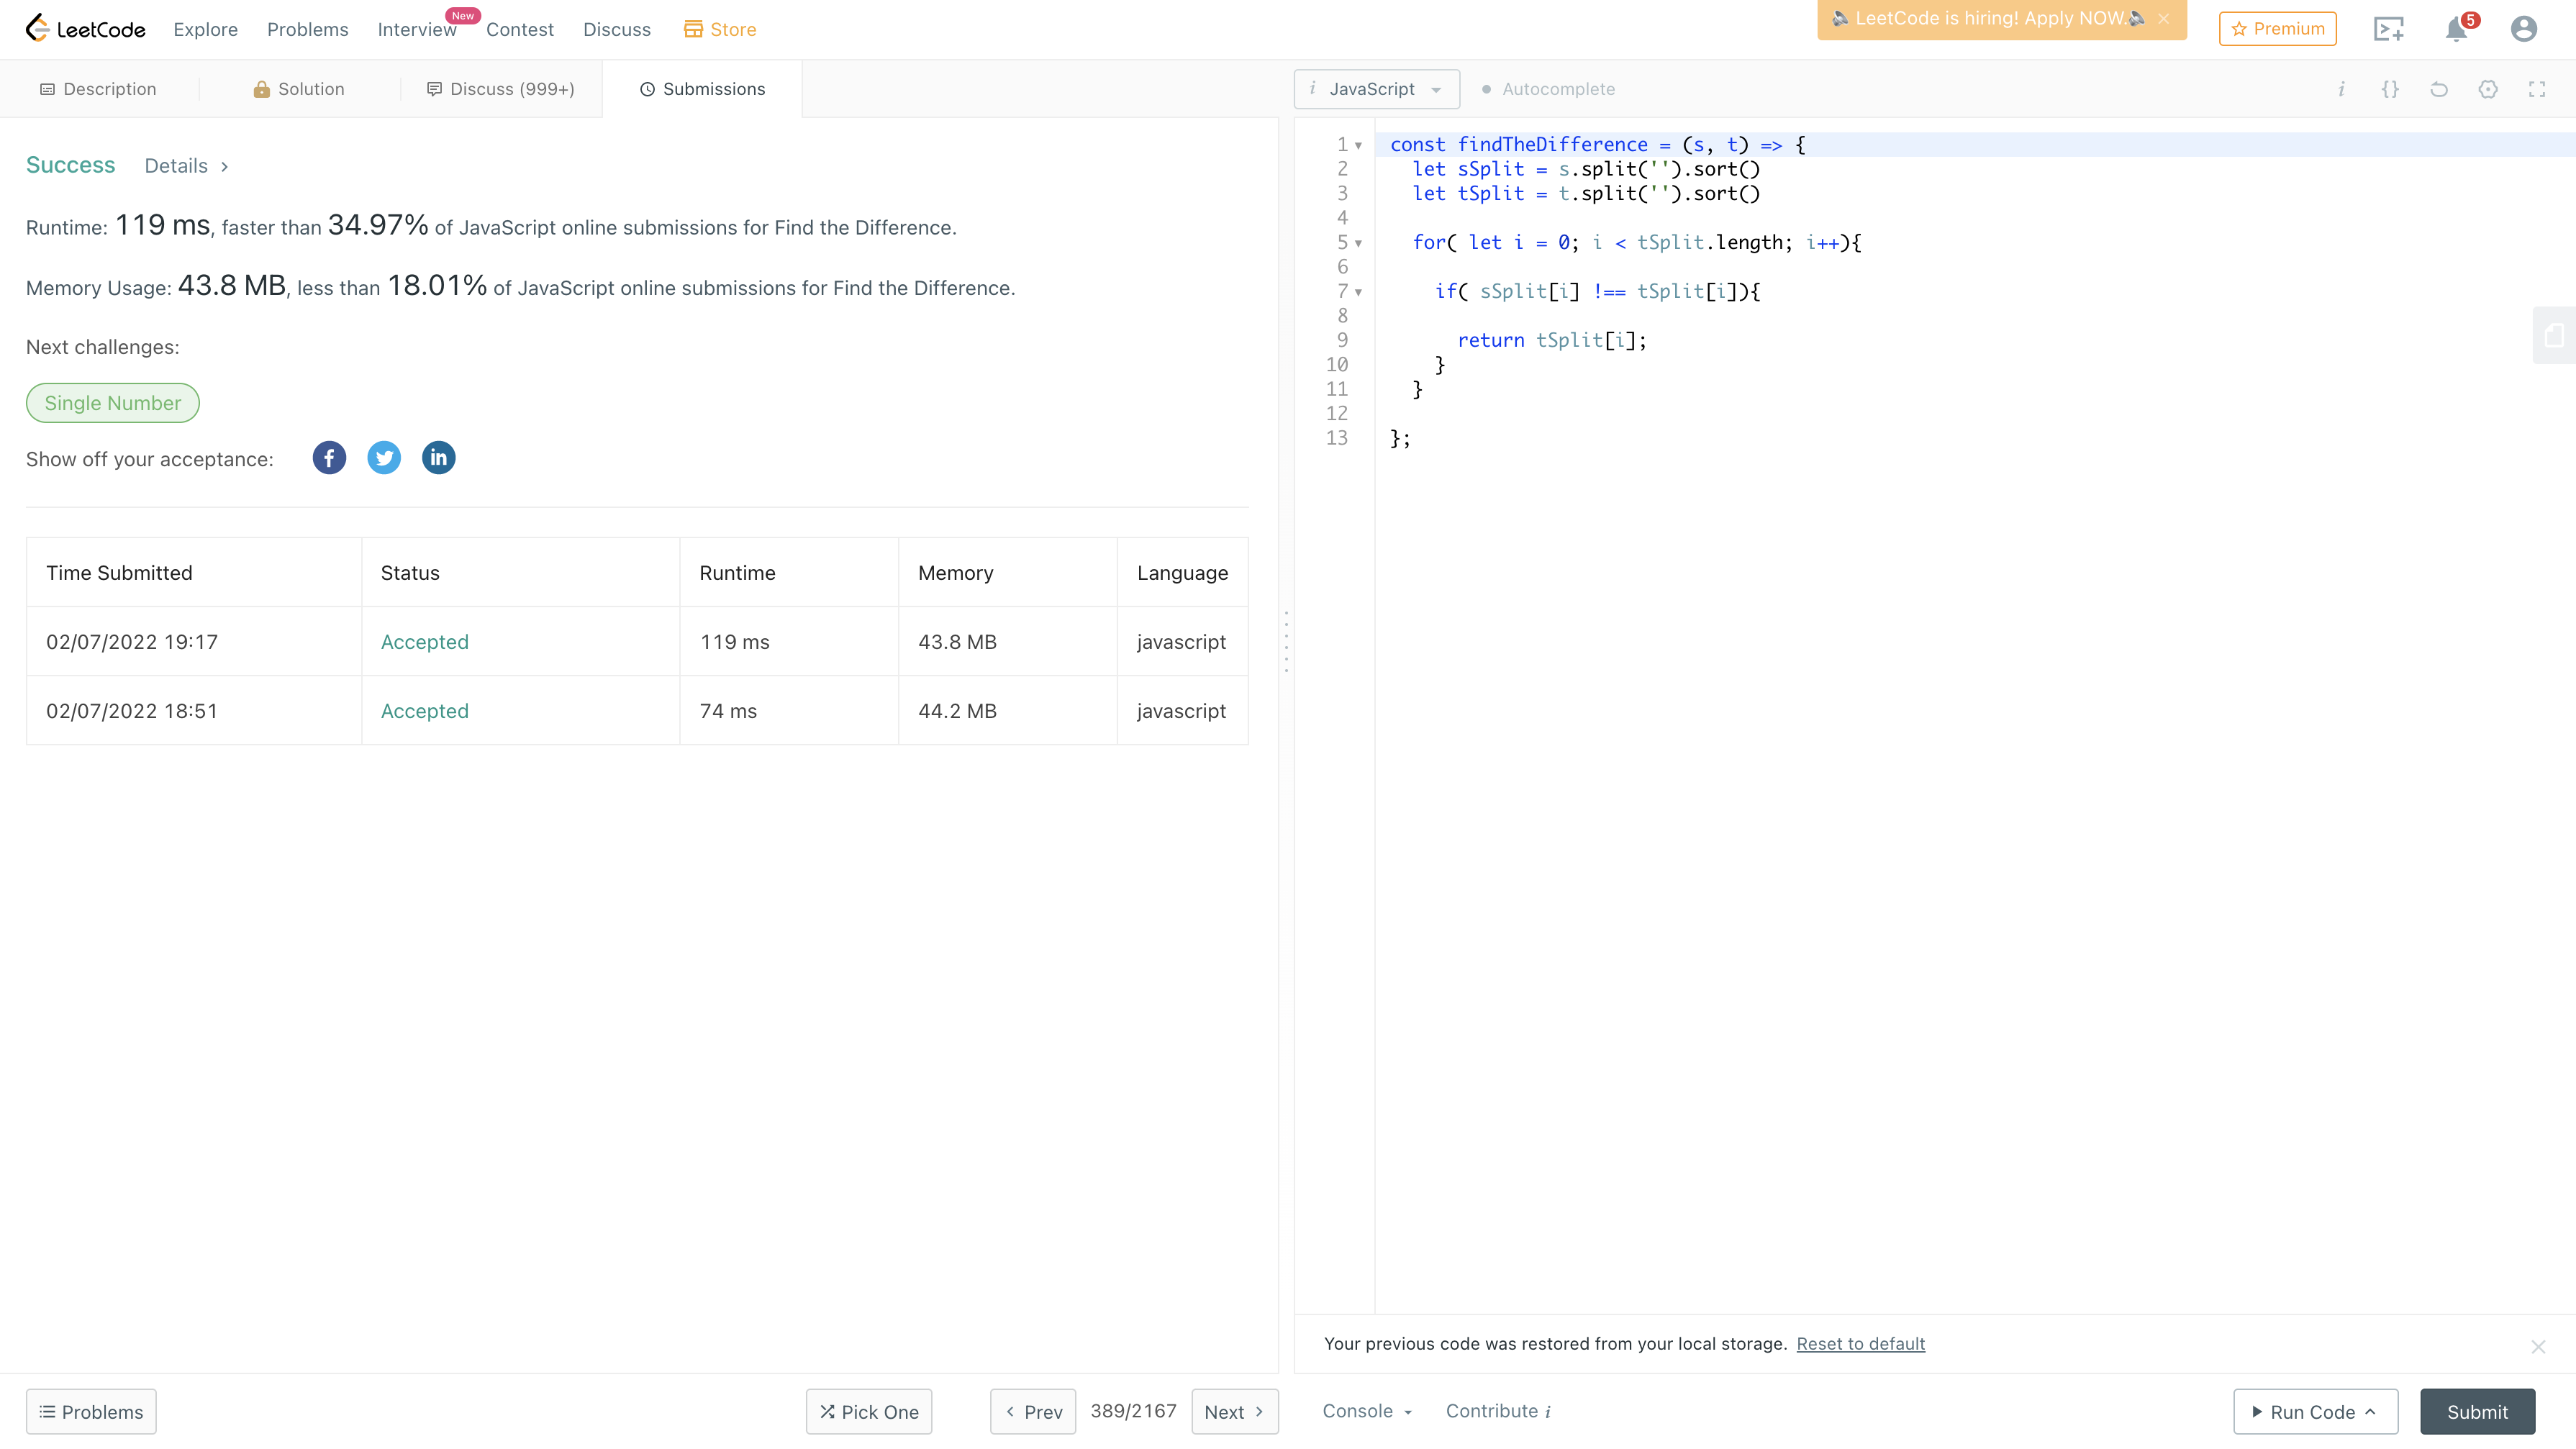 LeetCode Explore Problems Interview New Contest Discuss Store
LeetCode is hiring! Apply NOW. Premium 5
Description Solution Discuss (999+) Submissions
i JavaScript Autocomplete i {}
Success Details
Runtime: 119 ms, faster than 34.97% of JavaScript online submissions for Find the Difference.
Memory Usage: 43.8 MB, less than 18.01% of JavaScript online submissions for Find the Difference.
Next challenges:
Single Number
Show off your acceptance: f in
Time Submitted Status Runtime Memory Language
02/07/2022 19:17 Accepted 119 ms 43.8 MB javascript
02/07/2022 18:51 Accepted 74 ms 44.2 MB javascript
1 const findTheDifference = (s, t) => {
2 let sSplit = s.split('').sort()
3 let tSplit = t.split('').sort()
4
5 for( let i = 0; i < tSplit.length; i++){
6
7 if( sSplit[i] !== tSplit[i]){
8
9 return tSplit[i];
10 }
11 }
12
13 };
Your previous code was restored from your local storage. Reset to default
Problems Pick One Prev 389/2167 Next
Console Contribute i Run Code Submit